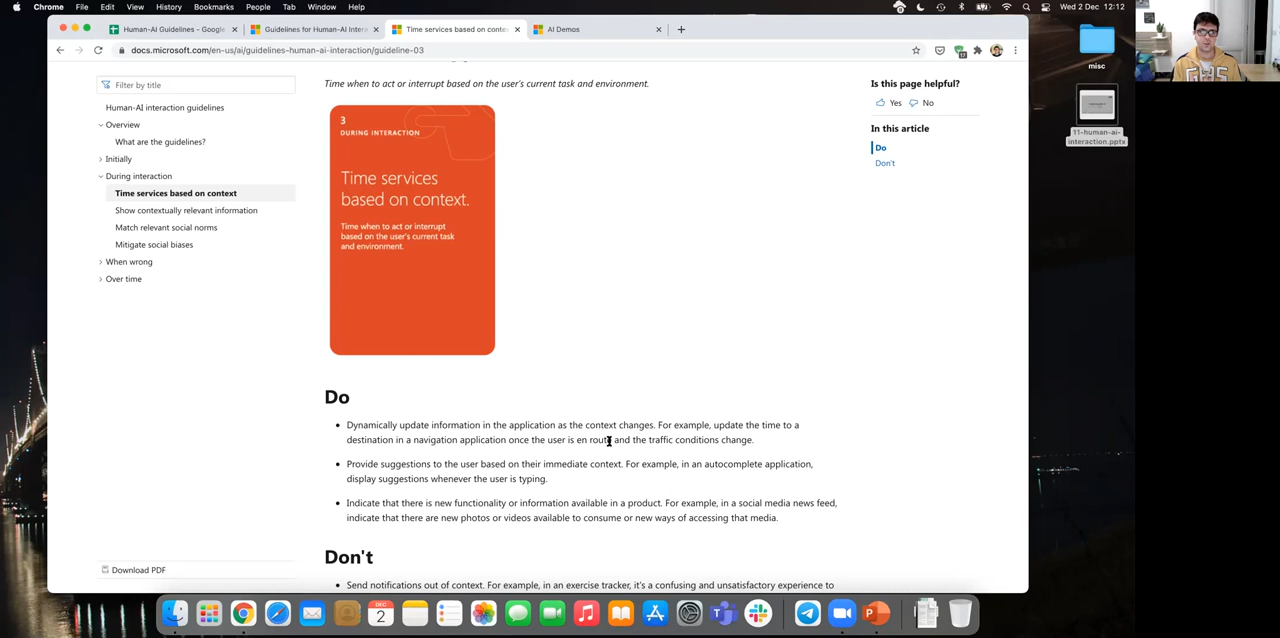 Chrome File Edit View History Bookmarks People Tab Window Help
Wed 2 Dec 12:12
Human-AI Guidelines - Google
Guidelines for Human-AI Inter
Time services based on conte
AI Demos
docs.microsoft.com/en-us/ai/guidelines-human-ai-interaction/guideline-03
Filter by title
Human-AI interaction guidelines
Overview
What are the guidelines?
Initially
During interaction
Time services based on context
Show contextually relevant information
Match relevant social norms
Mitigate social biases
When wrong
Over time
Download PDF
Time when to act or interrupt based on the user's current task and environment.
3
DURING INTERACTION
Time services
based on context.
Time when to act or interrupt
based on the user's current task
and environment.
Do
Dynamically update information in the application as the context changes. For example, update the time to a
destination in a navigation application once the user is en route and the traffic conditions change.
Provide suggestions to the user based on their immediate context. For example, in an autocomplete application,
display suggestions whenever the user is typing.
Indicate that there is new functionality or information available in a product. For example, in a social media news feed,
indicate that there are new photos or videos available to consume or new ways of accessing that media.
Don't
Send notifications out of context. For example, in an exercise tracker, it's a confusing and unsatisfactory experience to
Is this page helpful?
Yes No
In this article
Do
Don't
misc
11-human-ai-
interaction.pptx
DEC
2